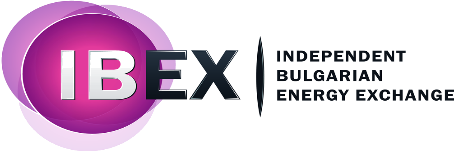 IBEX
INDEPENDENT
BULGARIAN
ENERGY EXCHANGE